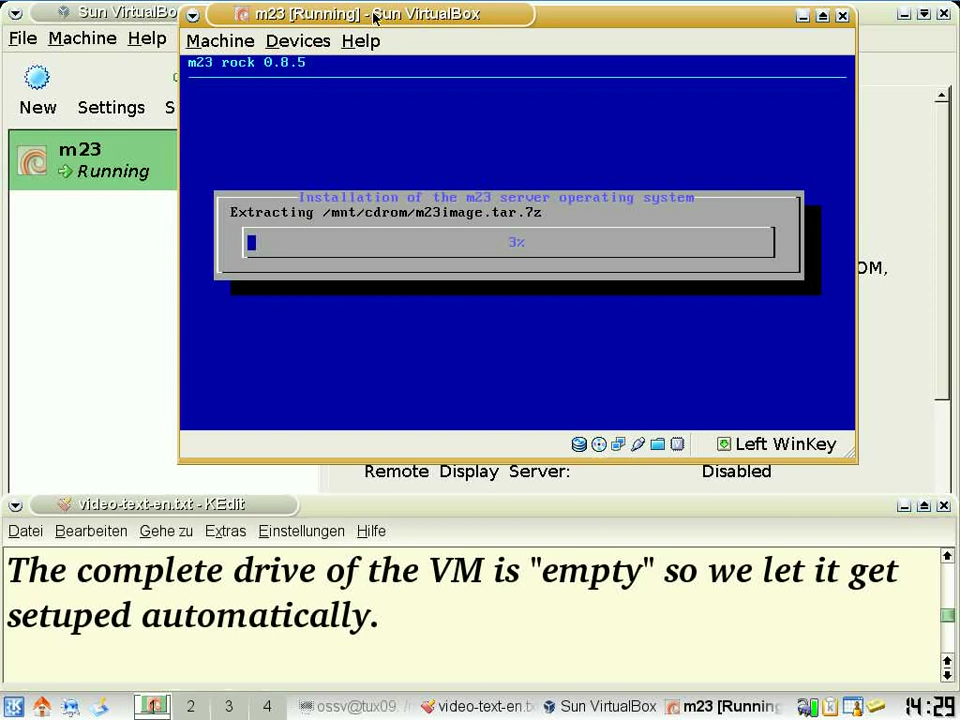 Sun VirtualBo
m23 [Running] - Sun VirtualBox
File Machine Help
Machine Devices Help
m23 rock 0.8.5
New Settings S
m23
Running
Installation of the m23 server operating system
Extracting /mnt/cdrom/m23image.tar.7z
3%
OM,
Left WinKey
Remote Display Server: Disabled
video-text-en.txt - KEdit
Datei Bearbeiten Gehe zu Extras Einstellungen Hilfe
The complete drive of the VM is "empty" so we let it get
setuped automatically.
2 3 4 ossv@tux09: / video-text-en.tx Sun VirtualBox m23 [Running 14:29